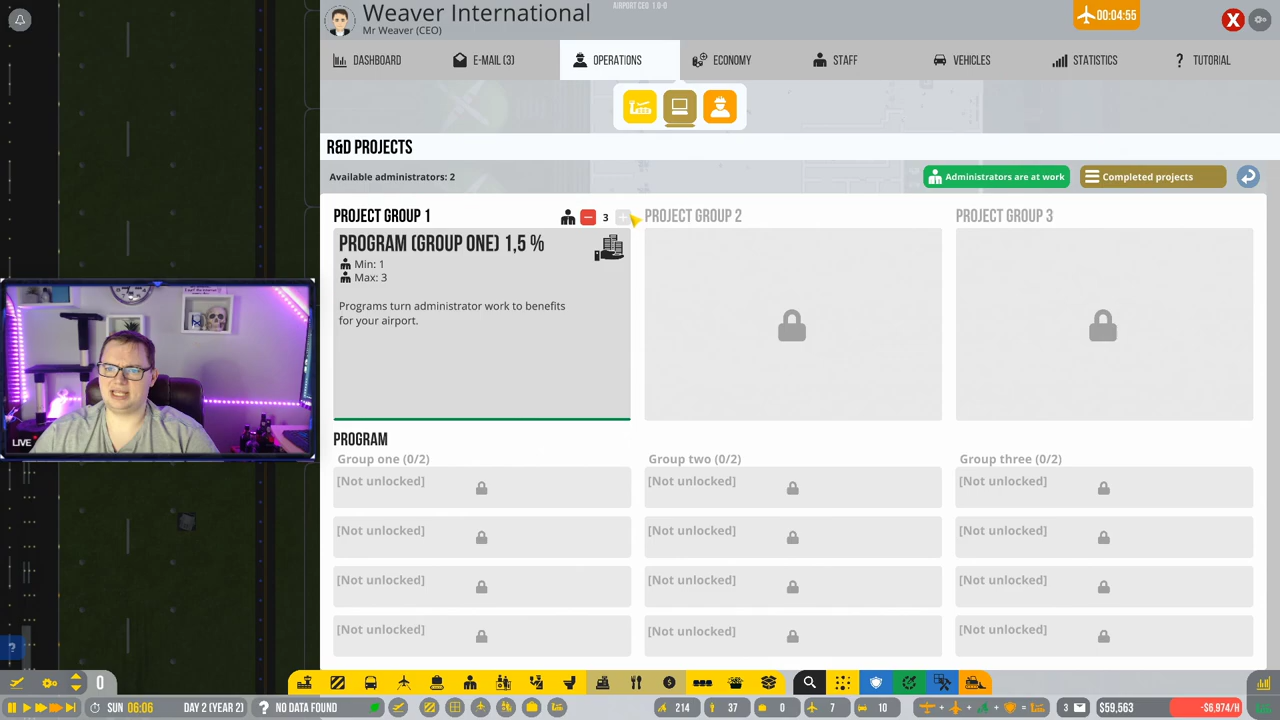 Weaver International
Mr Weaver (CEO)
AIRPORT CEO 1.0-0
00:04:55
DASHBOARD
E-MAIL (3)
OPERATIONS
ECONOMY
STAFF
VEHICLES
STATISTICS
? TUTORIAL
R&D PROJECTS
Available administrators: 2
Administrators are at work
Completed projects
PROJECT GROUP 1
3
PROJECT GROUP 2
PROJECT GROUP 3
PROGRAM (GROUP ONE) 1,5 %
Min: 1
Max: 3
Programs turn administrator work to benefits
for your airport.
PROGRAM
Group one (0/2)
Group two (0/2)
Group three (0/2)
[Not unlocked]
[Not unlocked]
[Not unlocked]
[Not unlocked]
[Not unlocked]
[Not unlocked]
[Not unlocked]
[Not unlocked]
[Not unlocked]
[Not unlocked]
[Not unlocked]
[Not unlocked]
LIVE
?
0
SUN 06:06
DAY 2 (YEAR 2)
? NO DATA FOUND
214
37
0
7
10
3
$59,563
-$6,974/H